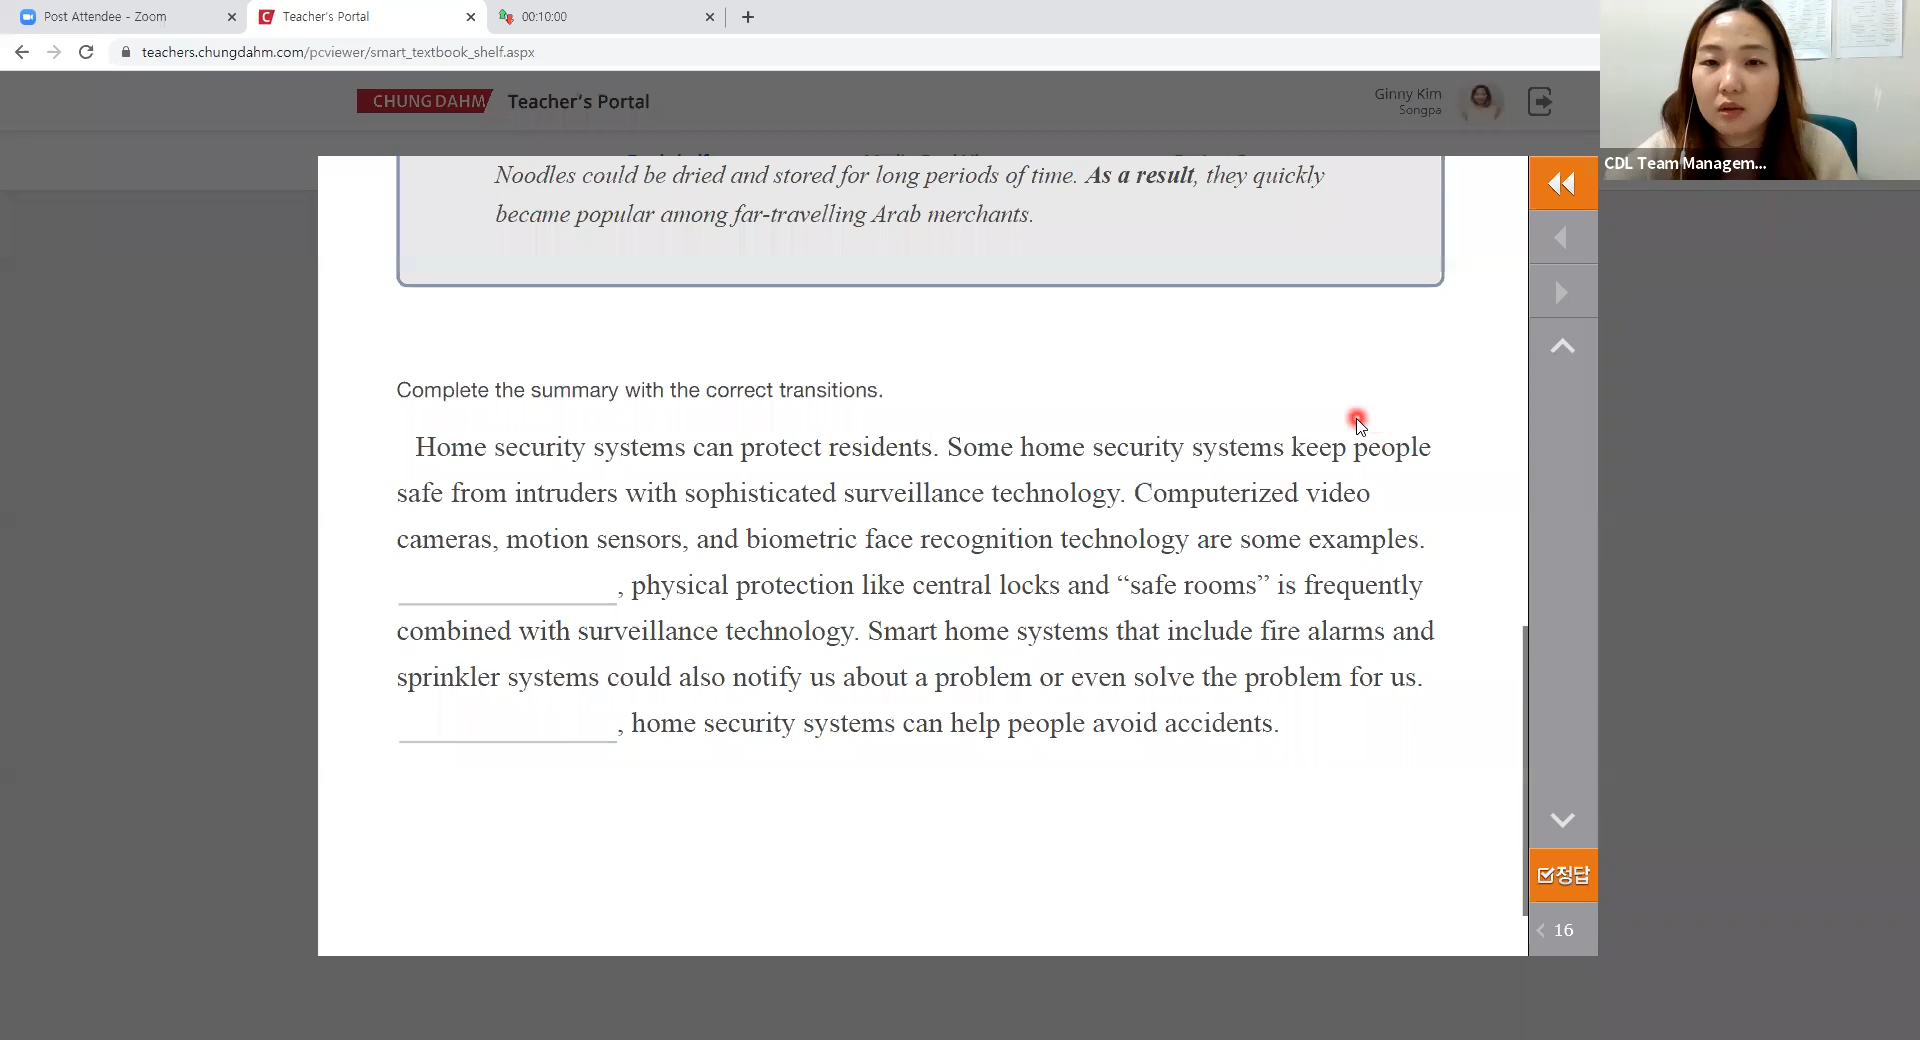 Post Attendee - Zoom
Teacher's Portal
00:10:00
teachers.chungdahm.com/pcviewer/smart_textbook_shelf.aspx
CHUNGDAHM Teacher's Portal
Ginny Kim
Songpa
CDL Team Managem...
Noodles could be dried and stored for long periods of time. As a result, they quickly
became popular among far-travelling Arab merchants.
Complete the summary with the correct transitions.
Home security systems can protect residents. Some home security systems keep people
safe from intruders with sophisticated surveillance technology. Computerized video
cameras, motion sensors, and biometric face recognition technology are some examples.
, physical protection like central locks and “safe rooms” is frequently
combined with surveillance technology. Smart home systems that include fire alarms and
sprinkler systems could also notify us about a problem or even solve the problem for us.
, home security systems can help people avoid accidents.
정답
16